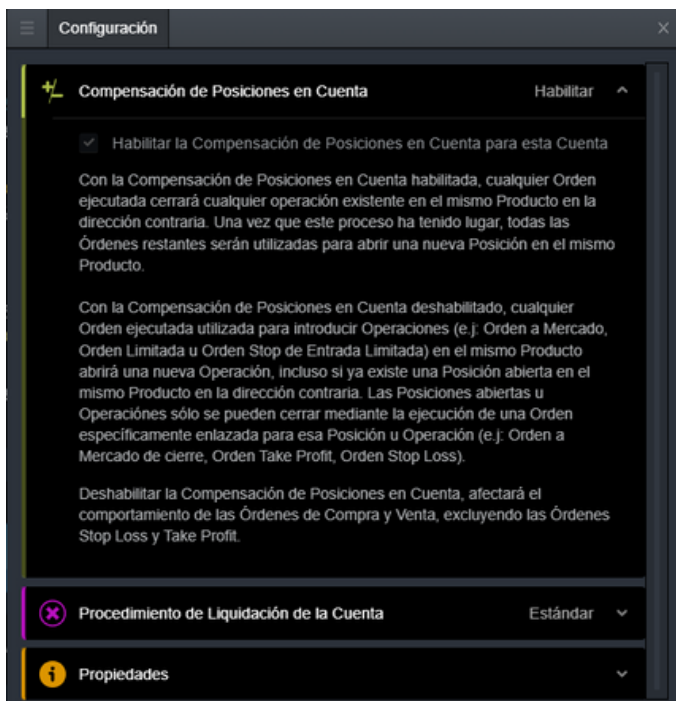 Configuración
Compensación de Posiciones en Cuenta Habilitar
Habilitar la Compensación de Posiciones en Cuenta para esta Cuenta
Con la Compensación de Posiciones en Cuenta habilitada, cualquier Orden
ejecutada cerrará cualquier operación existente en el mismo Producto en la
dirección contraria. Una vez que este proceso ha tenido lugar, todas las
Órdenes restantes serán utilizadas para abrir una nueva Posición en el mismo
Producto.
Con la Compensación de Posiciones en Cuenta deshabilitado, cualquier
Orden ejecutada utilizada para introducir Operaciones (e.j: Orden a Mercado,
Orden Limitada u Orden Stop de Entrada Limitada) en el mismo Producto
abrirá una nueva Operación, incluso si ya existe una Posición abierta en el
mismo Producto en la dirección contraria. Las Posiciones abiertas u
Operaciónes sólo se pueden cerrar mediante la ejecución de una Orden
específicamente enlazada para esa Posición u Operación (e.j: Orden a
Mercado de cierre, Orden Take Profit, Orden Stop Loss).
Deshabilitar la Compensación de Posiciones en Cuenta, afectará el
comportamiento de las Órdenes de Compra y Venta, excluyendo las Órdenes
Stop Loss y Take Profit.
Procedimiento de Liquidación de la Cuenta Estándar
Propiedades